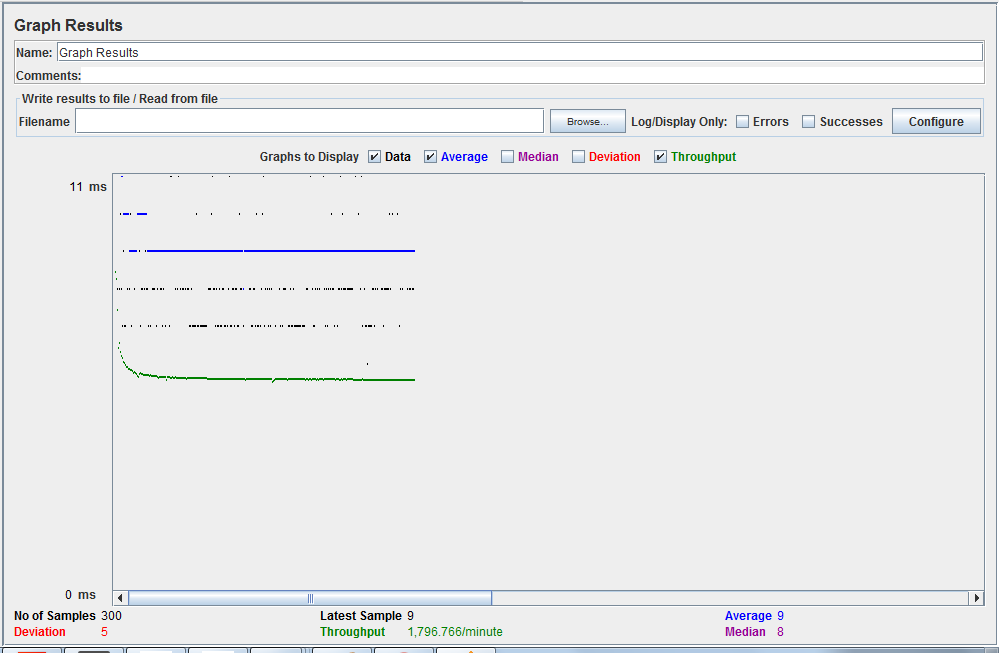 Graph Results
Name: Graph Results
Comments:
Write results to file / Read from file
Filename Browse... Log/Display Only: Errors Successes Configure
Graphs to Display Data Average Median Deviation Throughput
11 ms
0 ms
No of Samples 300 Latest Sample 9 Average 9
Deviation 5 Throughput 1,796.766/minute Median 8